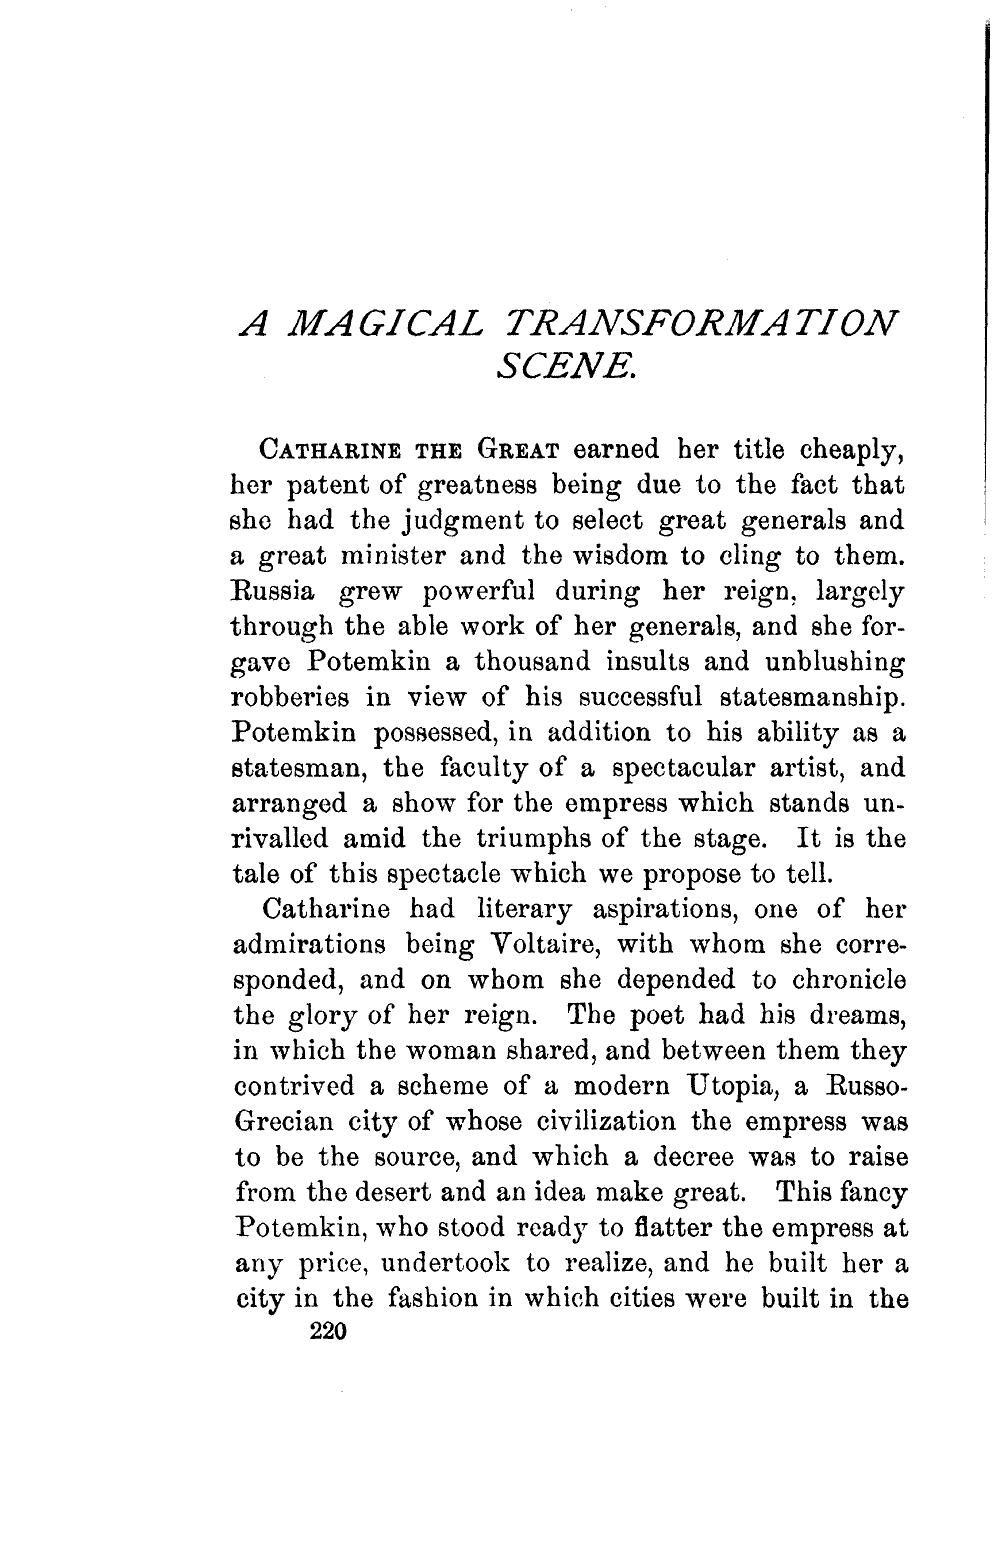 A MAGICAL TRANSFORMATION
SCENE.
CATHARINE THE GREAT earned her title cheaply,
her patent of greatness being due to the fact that
she had the judgment to select great generals and
a great minister and the wisdom to cling to them.
Russia grew powerful during her reign, largely
through the able work of her generals, and she for-
gave Potemkin a thousand insults and unblushing
robberies in view of his successful statesmanship.
Potemkin possessed, in addition to his ability as a
statesman, the faculty of a spectacular artist, and
arranged a show for the empress which stands un-
rivalled amid the triumphs of the stage. It is the
tale of this spectacle which we propose to tell.
Catharine had literary aspirations, one of her
admirations being Voltaire, with whom she corre-
sponded, and on whom she depended to chronicle
the glory of her reign. The poet had his dreams,
in which the woman shared, and between them they
contrived a scheme of a modern Utopia, a Russo-
Grecian city of whose civilization the empress was
to be the source, and which a decree was to raise
from the desert and an idea make great. This fancy
Potemkin, who stood ready to flatter the empress at
any price, undertook to realize, and he built her a
city in the fashion in which cities were built in the
220